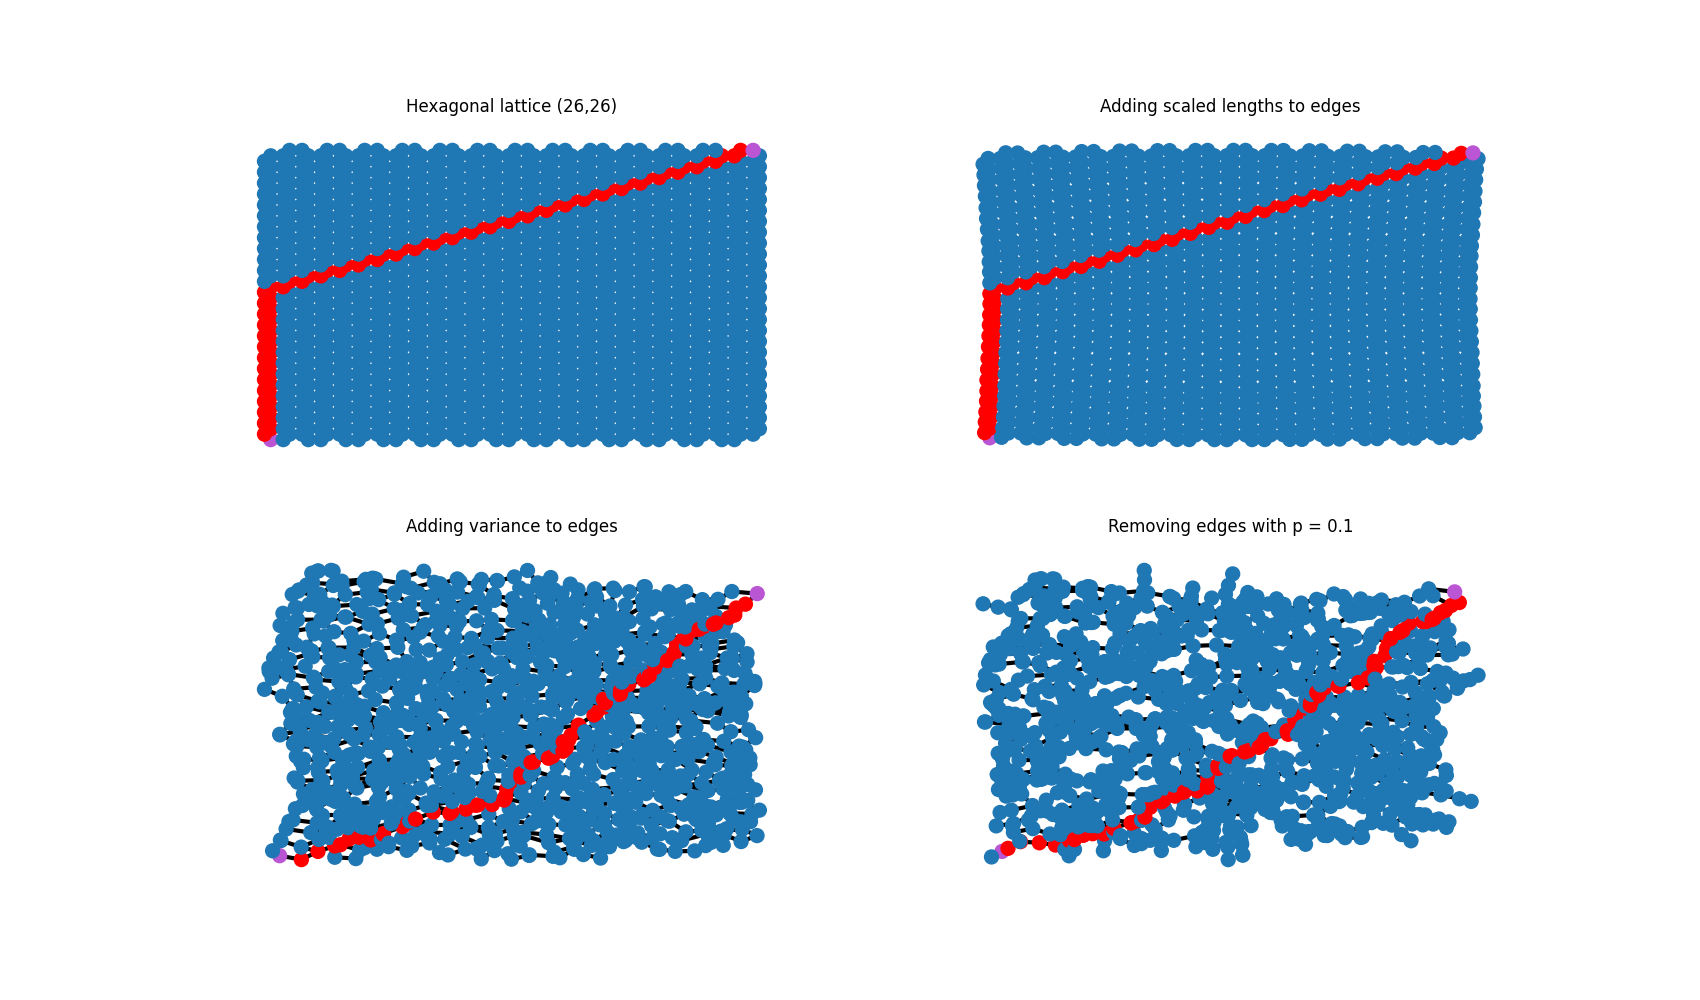 Hexagonal lattice (26,26)
Adding scaled lengths to edges
Adding variance to edges
Removing edges with p = 0.1